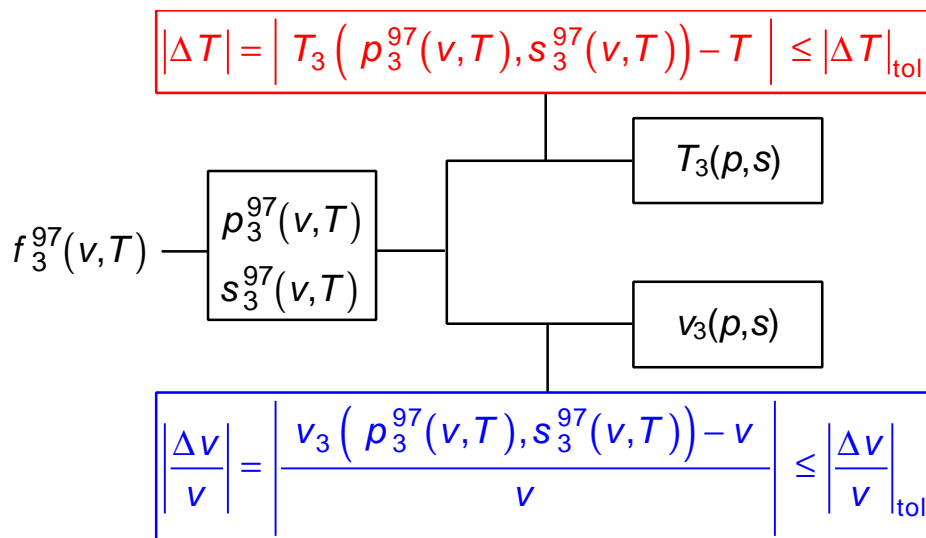 |ΔT| = | T₃ ( p₃⁹⁷(v,T), s₃⁹⁷(v,T)) − T | ≤ |ΔT|tol
T₃(p,s)
f₃⁹⁷(v,T)
p₃⁹⁷(v,T)
s₃⁹⁷(v,T)
v₃(p,s)
|Δv/v| = | (v₃ ( p₃⁹⁷(v,T), s₃⁹⁷(v,T)) − v)/v | ≤ |Δv/v|tol